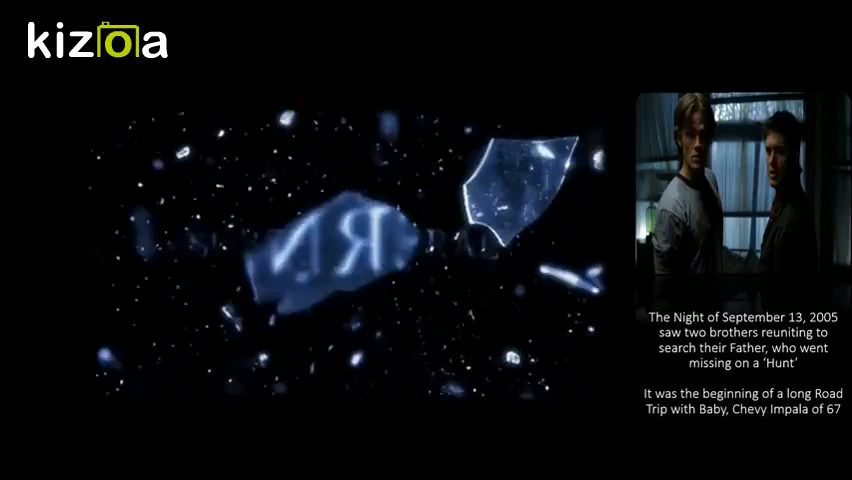 kizoa
The Night of September 13, 2005
saw two brothers reuniting to
search their Father, who went
missing on a ‘Hunt’
It was the beginning of a long Road
Trip with Baby, Chevy Impala of 67